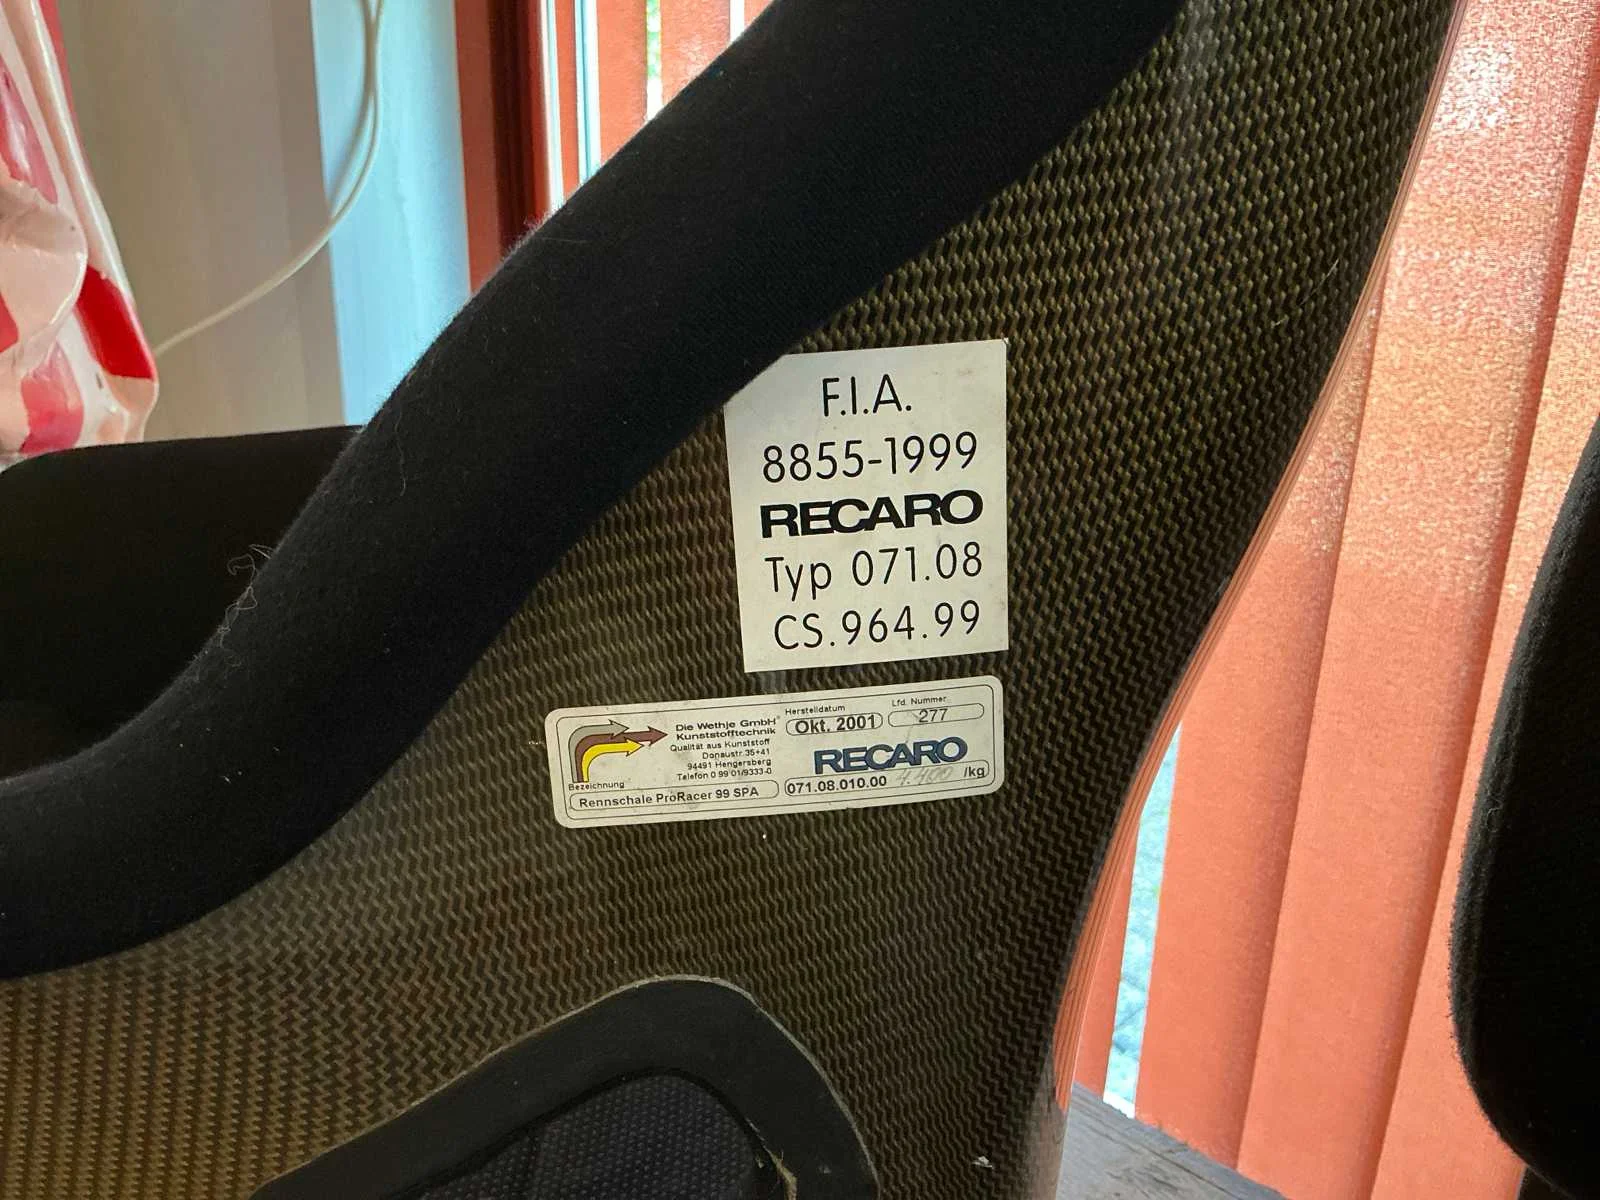 F.I.A.
8855-1999
RECARO
Typ 071.08
CS.964.99
Die Wethje GmbH
Kunststofftechnik
Qualität aus Kunststoff
Donaustr.35+41
94491 Hengersberg
Telefon 0 99 01/9333-0
Bezeichnung
Rennschale ProRacer 99 SPA
Herstelldatum
Okt. 2001
Lfd. Nummer
277
RECARO
071.08.010.00 4.400 /kg